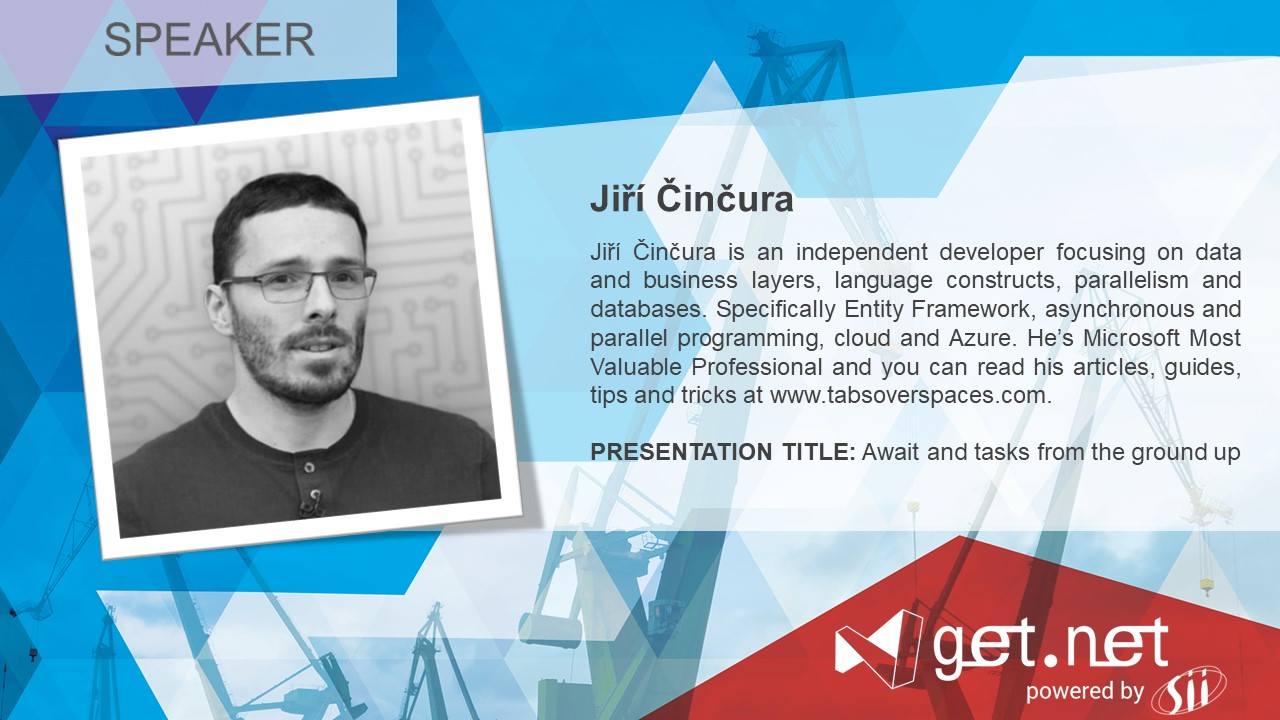 SPEAKER
Jiří Činčura
Jiří Činčura is an independent developer focusing on data
and business layers, language constructs, parallelism and
databases. Specifically Entity Framework, asynchronous and
parallel programming, cloud and Azure. He’s Microsoft Most
Valuable Professional and you can read his articles, guides,
tips and tricks at www.tabsoverspaces.com.
PRESENTATION TITLE: Await and tasks from the ground up
get.net
powered by Sii